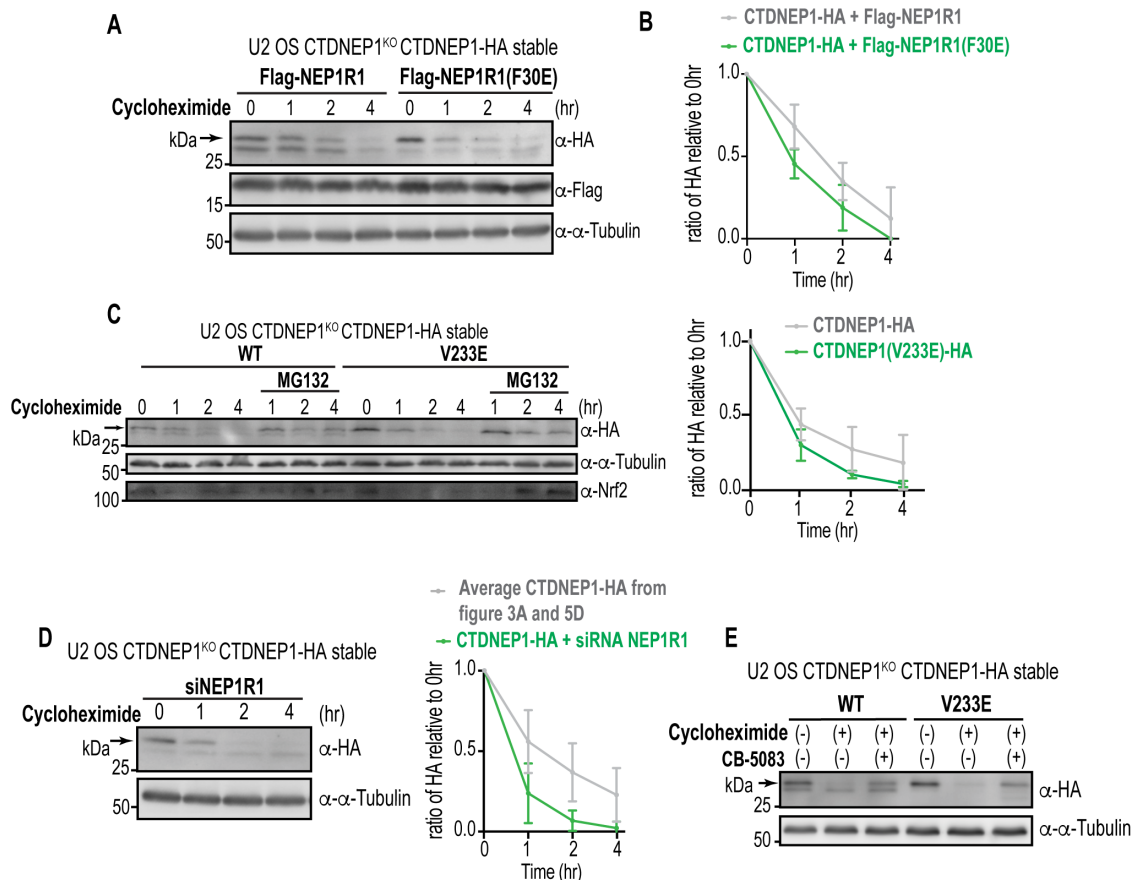 A
U2 OS CTDNEP1KO CTDNEP1-HA stable
Flag-NEP1R1 Flag-NEP1R1(F30E)
Cycloheximide 0 1 2 4 0 1 2 4 (hr)
kDa α-HA
25
α-Flag
15
α-α-Tubulin
50
B
CTDNEP1-HA + Flag-NEP1R1
CTDNEP1-HA + Flag-NEP1R1(F30E)
ratio of HA relative to 0hr
1.0
0.5
0.0
0 1 2 4
Time (hr)
C
U2 OS CTDNEP1KO CTDNEP1-HA stable
WT V233E
MG132 MG132
Cycloheximide 0 1 2 4 1 2 4 0 1 2 4 1 2 4 (hr)
kDa α-HA
25
α-α-Tubulin
50
α-Nrf2
100
CTDNEP1-HA
CTDNEP1(V233E)-HA
ratio of HA relative to 0hr
1.0
0.5
0.0
0 1 2 4
Time (hr)
D
U2 OS CTDNEP1KO CTDNEP1-HA stable
siNEP1R1
Cycloheximide 0 1 2 4 (hr)
kDa α-HA
25
α-α-Tubulin
50
Average CTDNEP1-HA from
figure 3A and 5D
CTDNEP1-HA + siRNA NEP1R1
ratio of HA relative to 0hr
1.0
0.5
0.0
0 1 2 4
Time (hr)
E
U2 OS CTDNEP1KO CTDNEP1-HA stable
WT V233E
Cycloheximide (-) (+) (+) (-) (+) (+)
CB-5083 (-) (-) (+) (-) (-) (+)
kDa α-HA
25
α-α-Tubulin
50